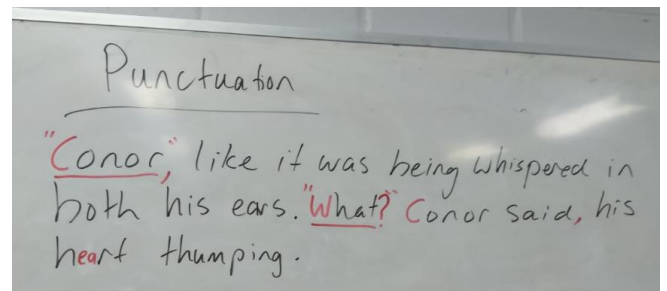 Punctuation
"Conor," like it was being whispered in
both his ears. "What?" Conor said, his
heart thumping.